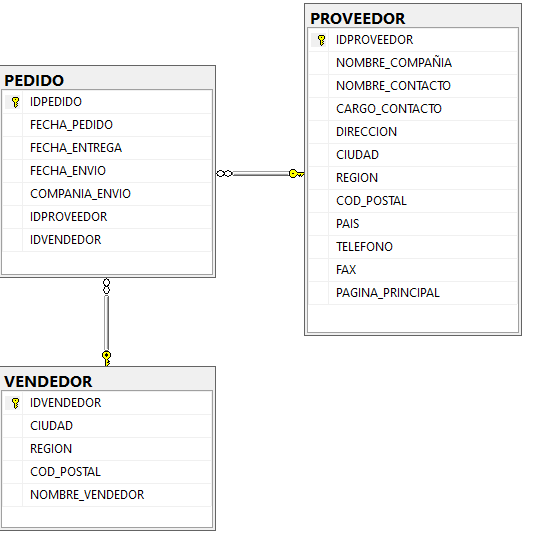 PEDIDO
IDPEDIDO
FECHA_PEDIDO
FECHA_ENTREGA
FECHA_ENVIO
COMPANIA_ENVIO
IDPROVEEDOR
IDVENDEDOR
PROVEEDOR
IDPROVEEDOR
NOMBRE_COMPAÑIA
NOMBRE_CONTACTO
CARGO_CONTACTO
DIRECCION
CIUDAD
REGION
COD_POSTAL
PAIS
TELEFONO
FAX
PAGINA_PRINCIPAL
VENDEDOR
IDVENDEDOR
CIUDAD
REGION
COD_POSTAL
NOMBRE_VENDEDOR